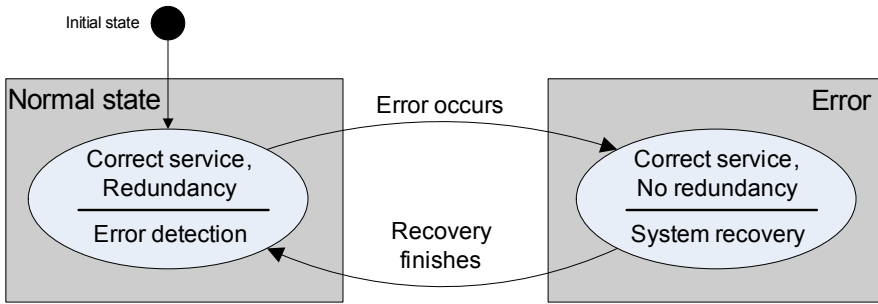 Initial state
Normal state
Error occurs
Error
Correct service,
Redundancy
Error detection
Correct service,
No redundancy
System recovery
Recovery
finishes